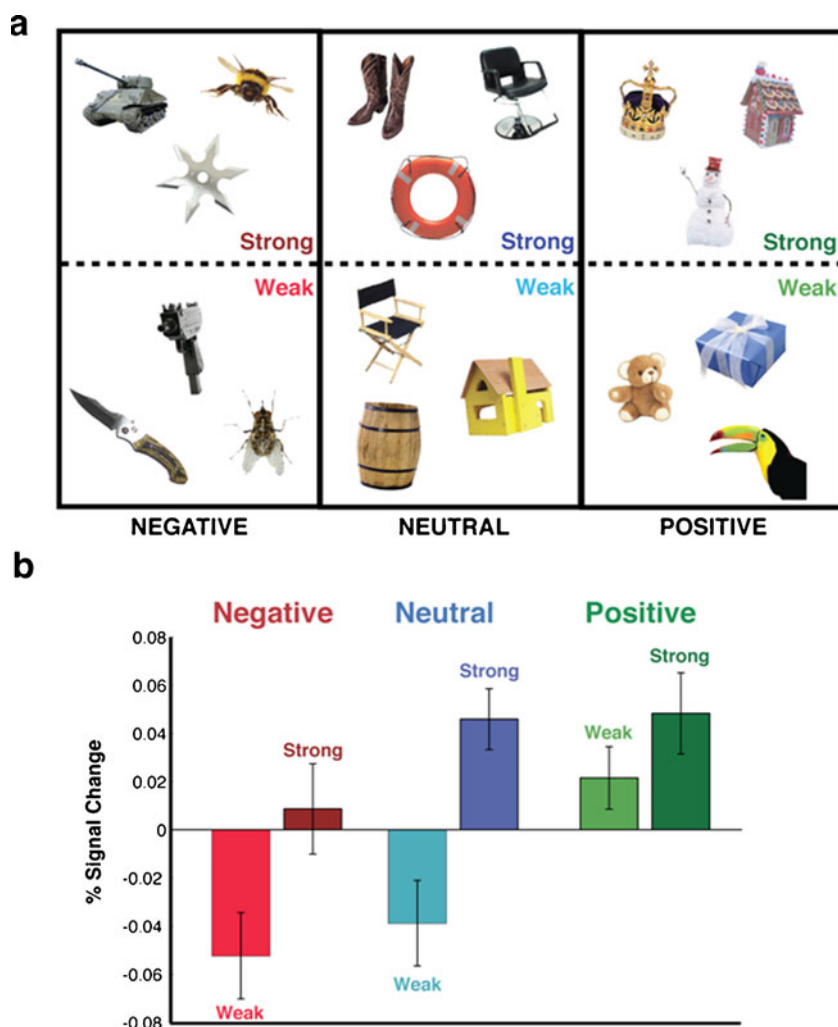 a
Strong Strong Strong
Weak Weak Weak
NEGATIVE NEUTRAL POSITIVE
b
Negative Neutral Positive
% Signal Change
0.08
0.06
0.04
0.02
0
-0.02
-0.04
-0.06
-0.08
Weak
Strong
Weak
Strong
Weak
Strong